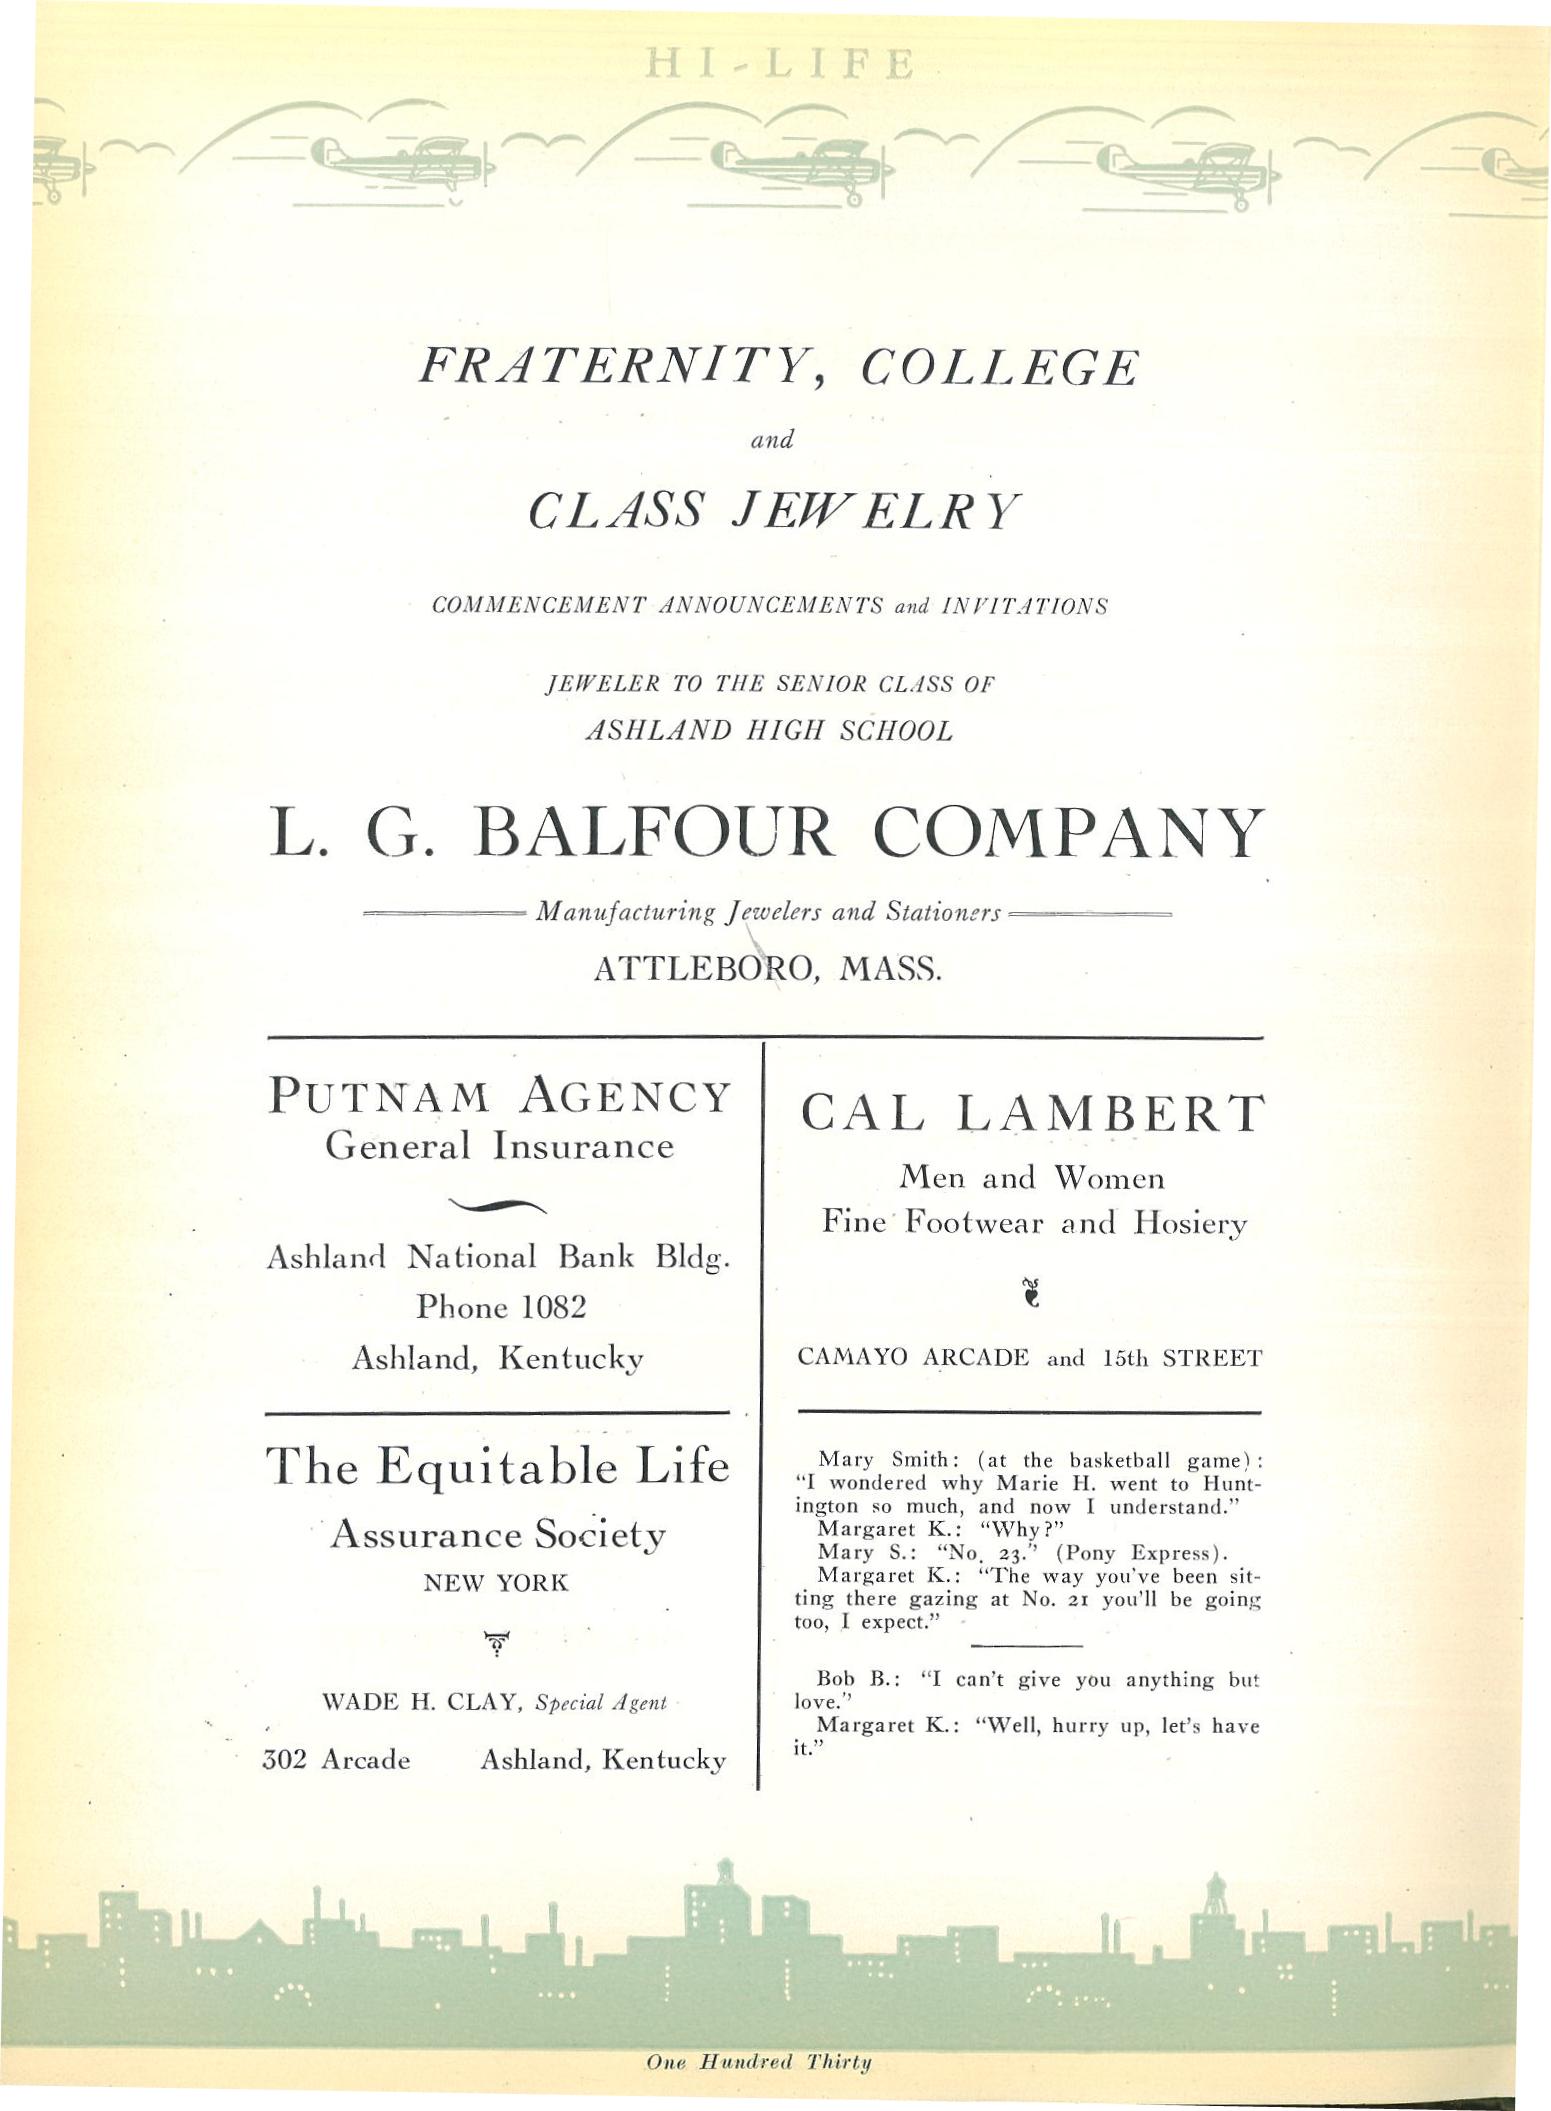 HI-LIFE
FRATERNITY, COLLEGE
and
CLASS JEWELRY
COMMENCEMENT ANNOUNCEMENTS and INVITATIONS
JEWELER TO THE SENIOR CLASS OF
ASHLAND HIGH SCHOOL
L. G. BALFOUR COMPANY
Manufacturing Jewelers and Stationers
ATTLEBORO, MASS.
PUTNAM AGENCY
General Insurance
Ashland National Bank Bldg.
Phone 1082
Ashland, Kentucky
The Equitable Life
Assurance Society
NEW YORK
WADE H. CLAY, Special Agent
302 Arcade Ashland, Kentucky
CAL LAMBERT
Men and Women
Fine Footwear and Hosiery
CAMAYO ARCADE and 15th STREET
Mary Smith: (at the basketball game):
“I wondered why Marie H. went to Hunt-
ington so much, and now I understand.”
Margaret K.: “Why?”
Mary S.: “No. 23.” (Pony Express).
Margaret K.: “The way you've been sit-
ting there gazing at No. 21 you'll be going
too, I expect.”
Bob B.: “I can't give you anything but
love.”
Margaret K.: “Well, hurry up, let's have
it.”
One Hundred Thirty